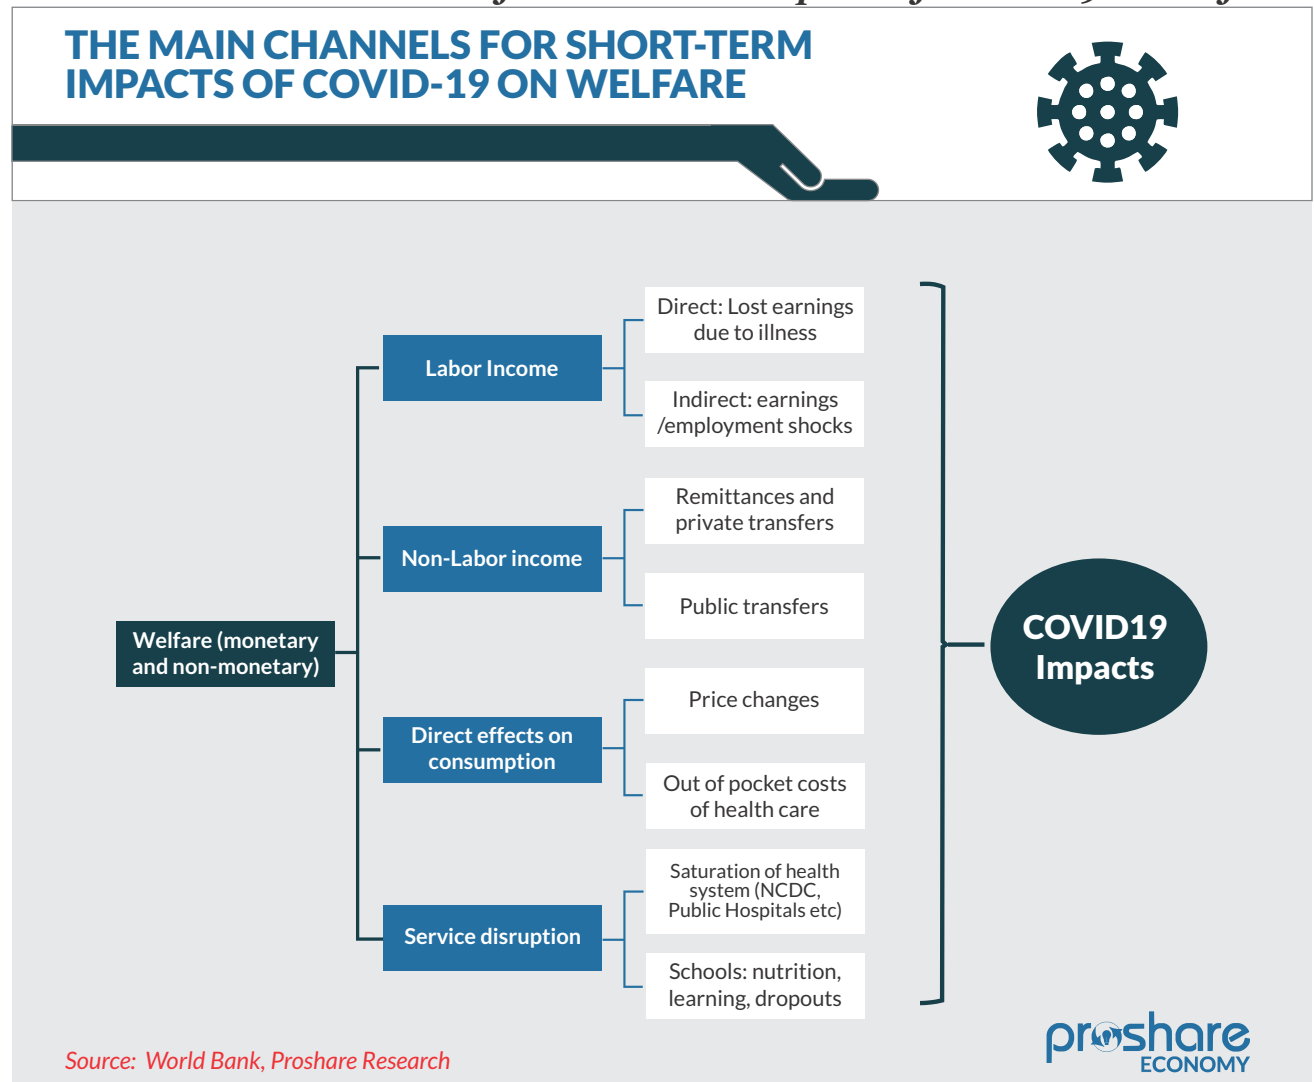 THE MAIN CHANNELS FOR SHORT-TERM
IMPACTS OF COVID-19 ON WELFARE
Welfare (monetary
and non-monetary)
Labor Income
Direct: Lost earnings
due to illness
Indirect: earnings
/employment shocks
Non-Labor income
Remittances and
private transfers
Public transfers
Direct effects on
consumption
Price changes
Out of pocket costs
of health care
Service disruption
Saturation of health
system (NCDC,
Public Hospitals etc)
Schools: nutrition,
learning, dropouts
COVID19
Impacts
Source: World Bank, Proshare Research
proshare
ECONOMY